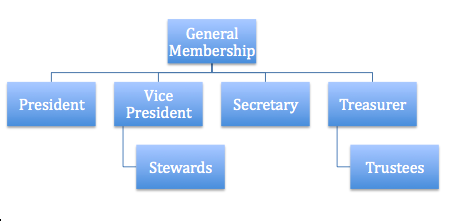 General
Membership
President
Vice
President
Secretary
Treasurer
Stewards
Trustees